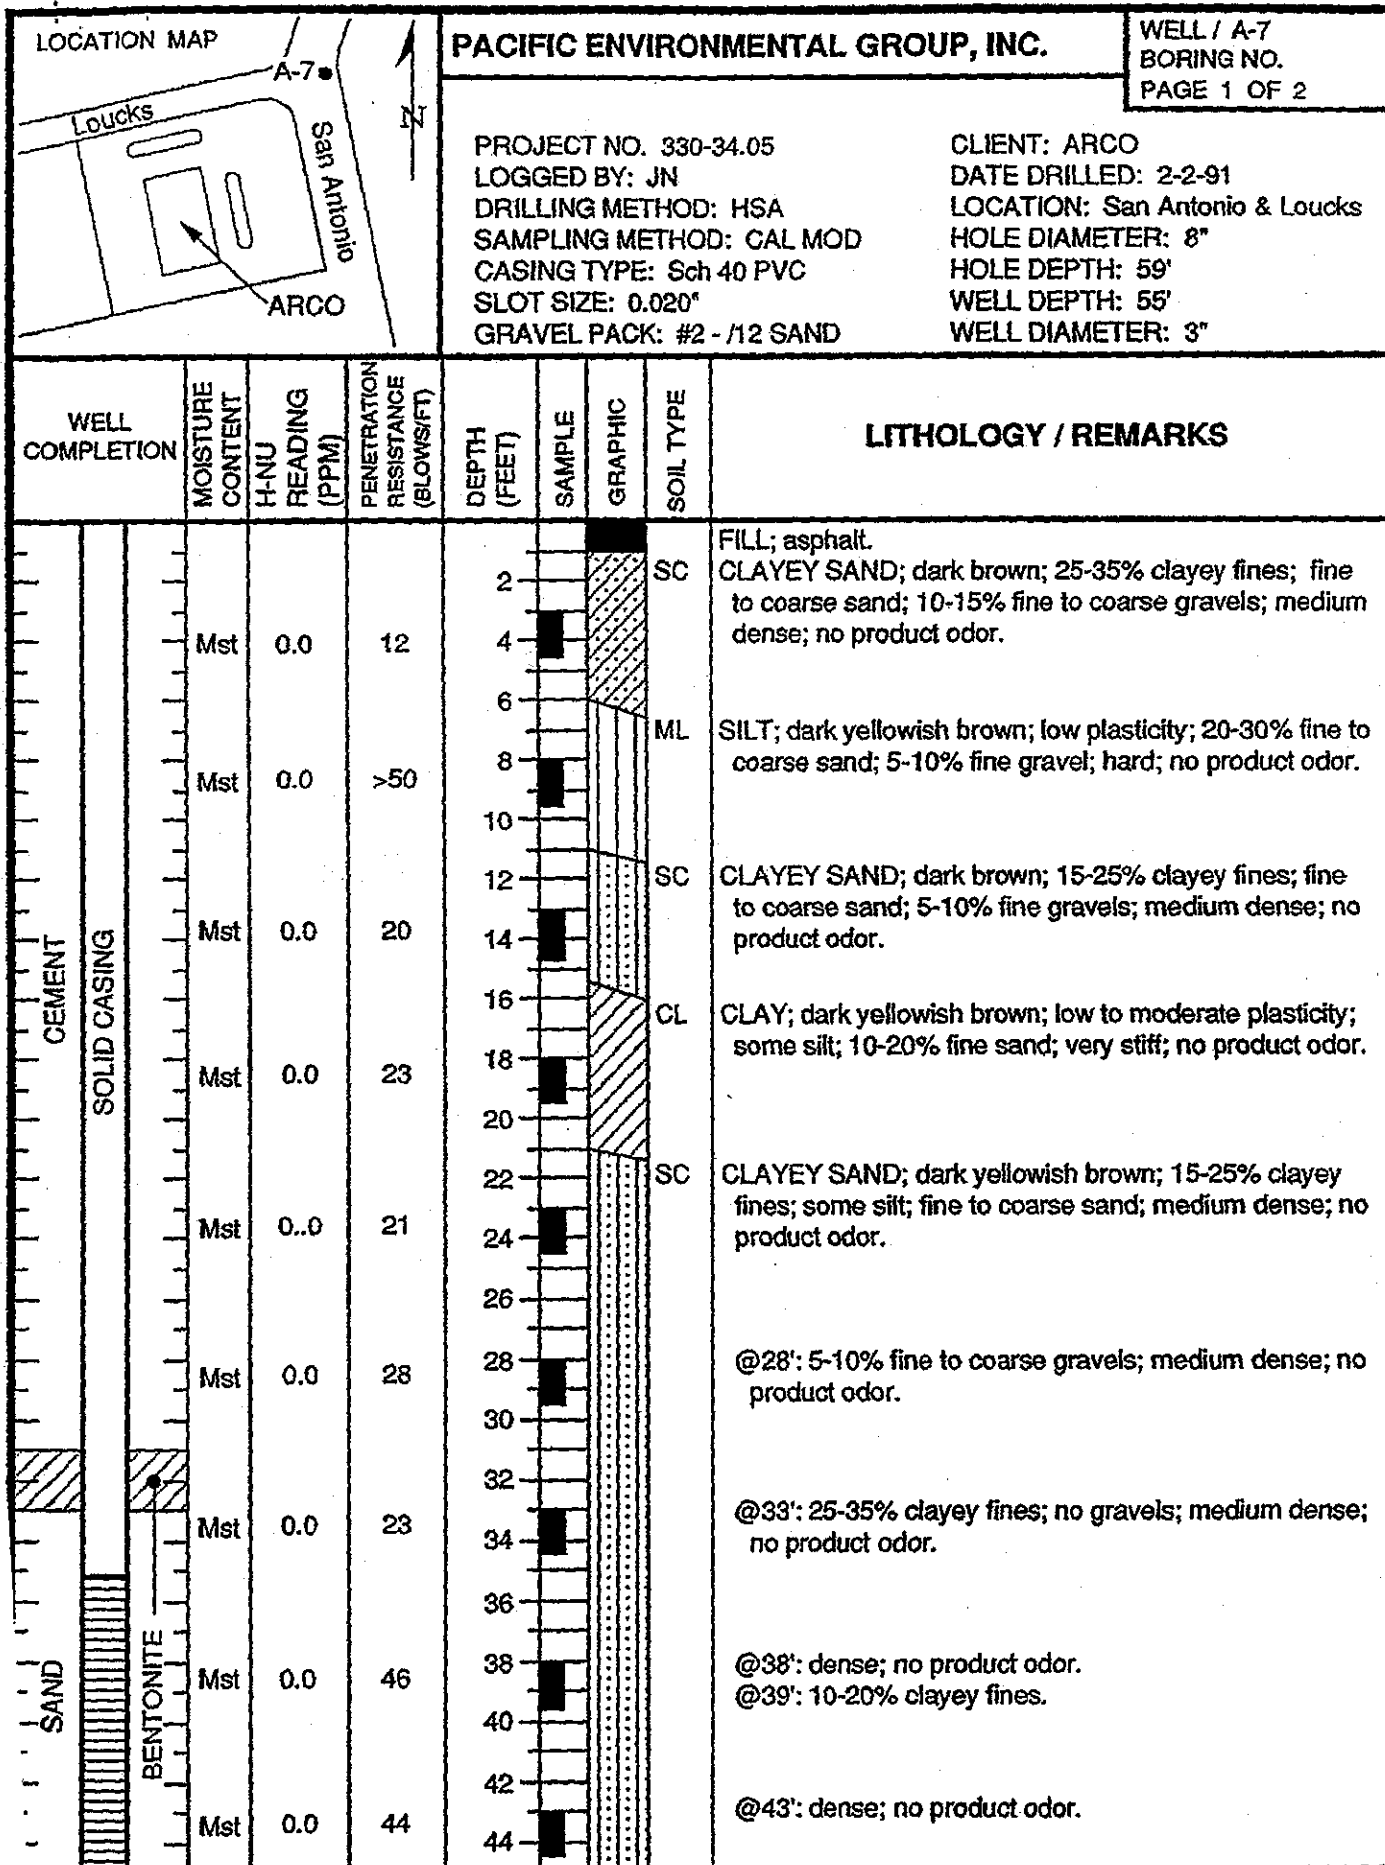 LOCATION MAP
A-7
Loucks
San Antonio
N
ARCO
PACIFIC ENVIRONMENTAL GROUP, INC.
WELL / A-7
BORING NO.
PAGE 1 OF 2
PROJECT NO. 330-34.05
LOGGED BY: JN
DRILLING METHOD: HSA
SAMPLING METHOD: CAL MOD
CASING TYPE: Sch 40 PVC
SLOT SIZE: 0.020"
GRAVEL PACK: #2 - /12 SAND
CLIENT: ARCO
DATE DRILLED: 2-2-91
LOCATION: San Antonio & Loucks
HOLE DIAMETER: 8"
HOLE DEPTH: 59'
WELL DEPTH: 55'
WELL DIAMETER: 3"
WELL
COMPLETION
MOISTURE
CONTENT
H-NU
READING
(PPM)
PENETRATION
RESISTANCE
(BLOWS/FT)
DEPTH
(FEET)
SAMPLE
GRAPHIC
SOIL TYPE
LITHOLOGY / REMARKS
FILL; asphalt.
2 SC CLAYEY SAND; dark brown; 25-35% clayey fines; fine
to coarse sand; 10-15% fine to coarse gravels; medium
Mst 0.0 12 4 dense; no product odor.
6
ML SILT; dark yellowish brown; low plasticity; 20-30% fine to
8 coarse sand; 5-10% fine gravel; hard; no product odor.
Mst 0.0 >50
10
12 SC CLAYEY SAND; dark brown; 15-25% clayey fines; fine
to coarse sand; 5-10% fine gravels; medium dense; no
Mst 0.0 20 14 product odor.
CEMENT
SOLID CASING
16
CL CLAY; dark yellowish brown; low to moderate plasticity;
18 some silt; 10-20% fine sand; very stiff; no product odor.
Mst 0.0 23
20
22 SC CLAYEY SAND; dark yellowish brown; 15-25% clayey
fines; some silt; fine to coarse sand; medium dense; no
Mst 0..0 21 24 product odor.
26
28 @28': 5-10% fine to coarse gravels; medium dense; no
Mst 0.0 28 product odor.
30
32
@33': 25-35% clayey fines; no gravels; medium dense;
Mst 0.0 23 34 no product odor.
36
38 @38': dense; no product odor.
Mst 0.0 46 @39': 10-20% clayey fines.
SAND
BENTONITE
40
42
@43': dense; no product odor.
Mst 0.0 44 44